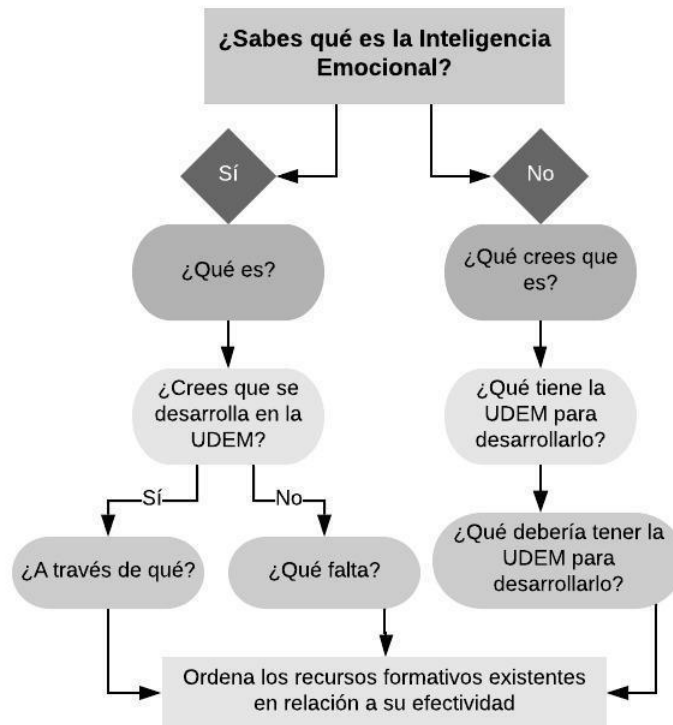 ¿Sabes qué es la Inteligencia
Emocional?
Sí
No
¿Qué es?
¿Qué crees que
es?
¿Crees que se
desarrolla en la
UDEM?
¿Qué tiene la
UDEM para
desarrollarlo?
Sí
No
¿A través de qué?
¿Qué falta?
¿Qué debería tener la
UDEM para
desarrollarlo?
Ordena los recursos formativos existentes
en relación a su efectividad